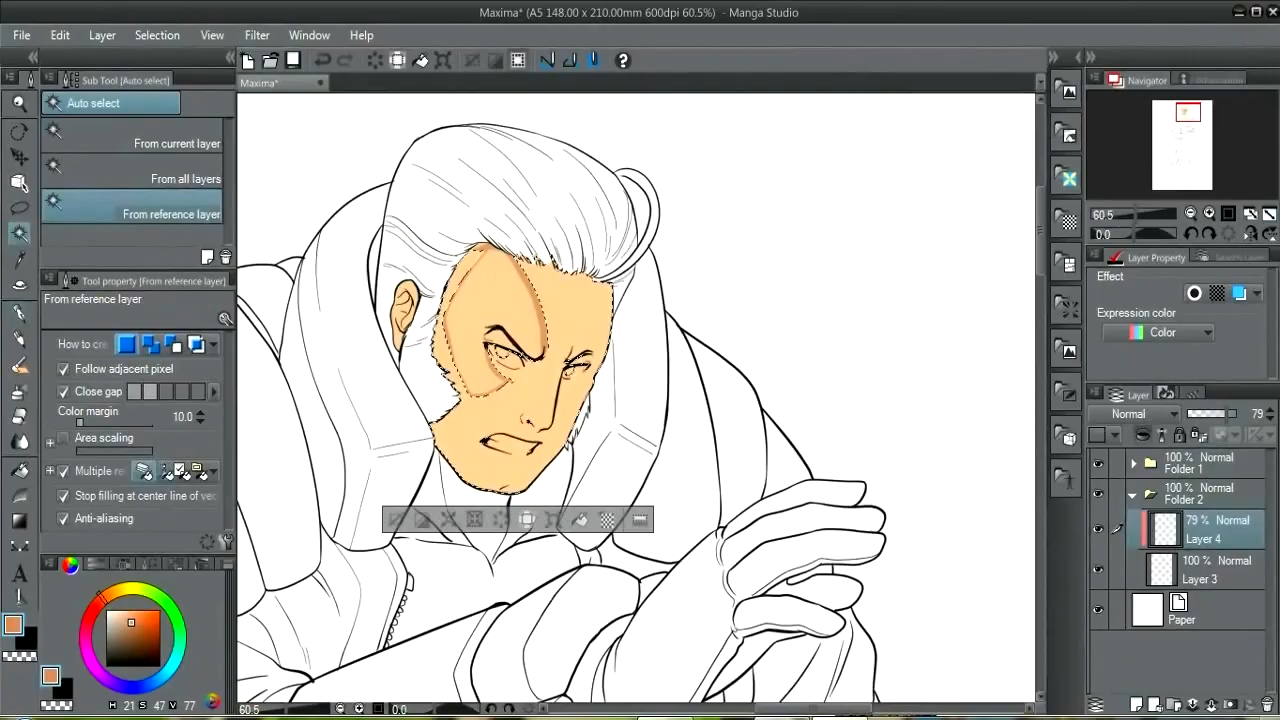 Maxima* (A5 148.00 x 210.00mm 600dpi 60.5%) - Manga Studio
File Edit Layer Selection View Filter Window Help
Sub Tool [Auto select]
Maxima*
Navigator
Auto select
From current layer
From all layers
From reference layer
60.5
0.0
Tool property [From reference layer]
From reference layer
Layer Property
Effect
Expression color
Color
How to cre
Follow adjacent pixel
Close gap
Color margin 10.0
Area scaling
Multiple re
Stop filling at center line of vec
Anti-aliasing
Layer
Normal 79
100 % Normal
Folder 1
100 % Normal
Folder 2
79 % Normal
Layer 4
100 % Normal
Layer 3
Paper
A
H 21 S 47 V 77
60.5 0.0